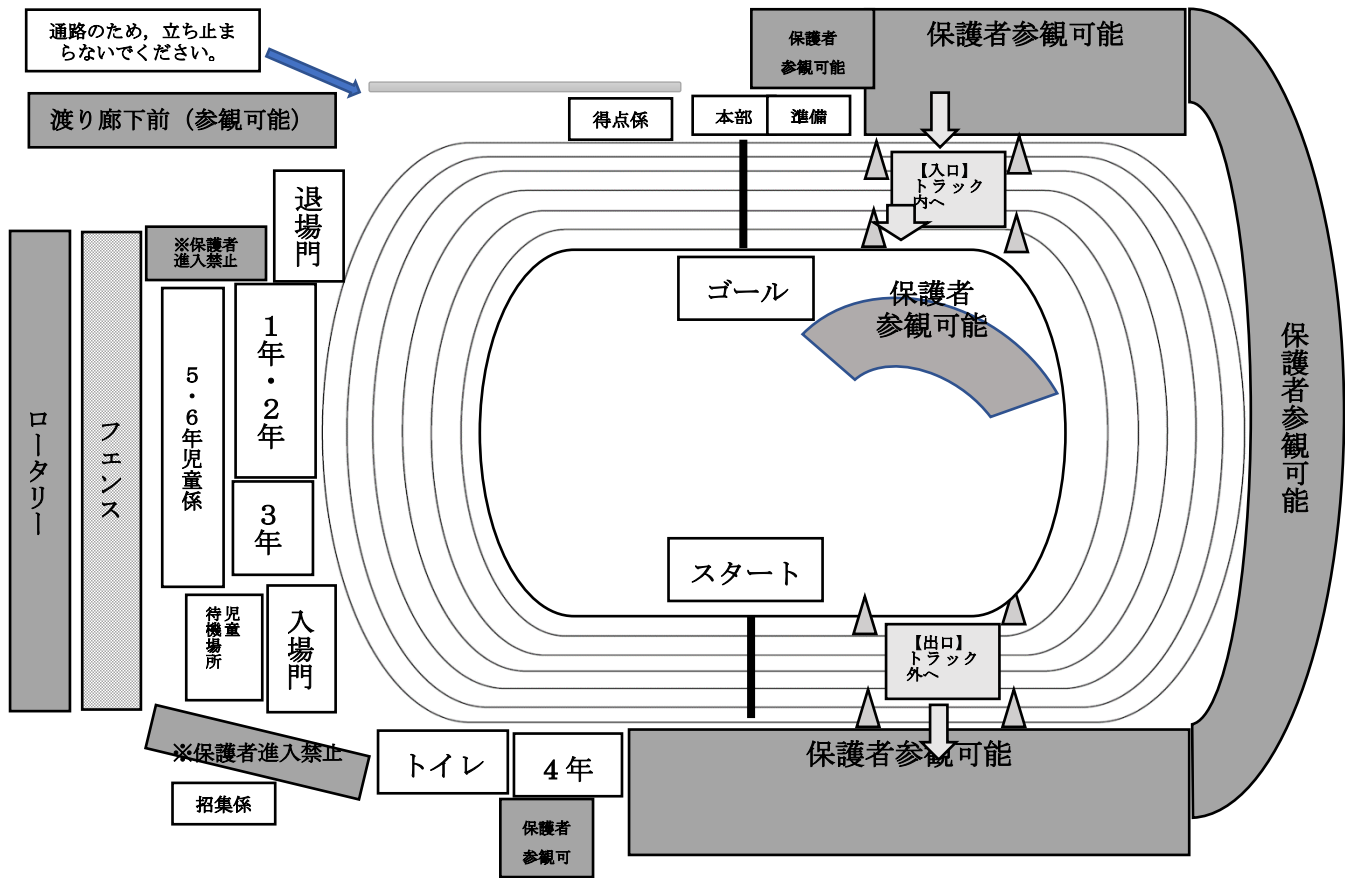 通路のため，立ち止ま
らないでください。
渡り廊下前（参観可能）
得点係
本部
準備
保護者
参観可能
保護者参観可能
【入口】
トラック
内へ
退場門
※保護者
進入禁止
ロータリー
フェンス
５・６年児童係
１年・２年
３年
児童
待機場所
入場門
ゴール
保護者
参観可能
保護者参観可能
スタート
【出口】
トラック
外へ
※保護者進入禁止
招集係
トイレ
４年
保護者
参観可
保護者参観可能